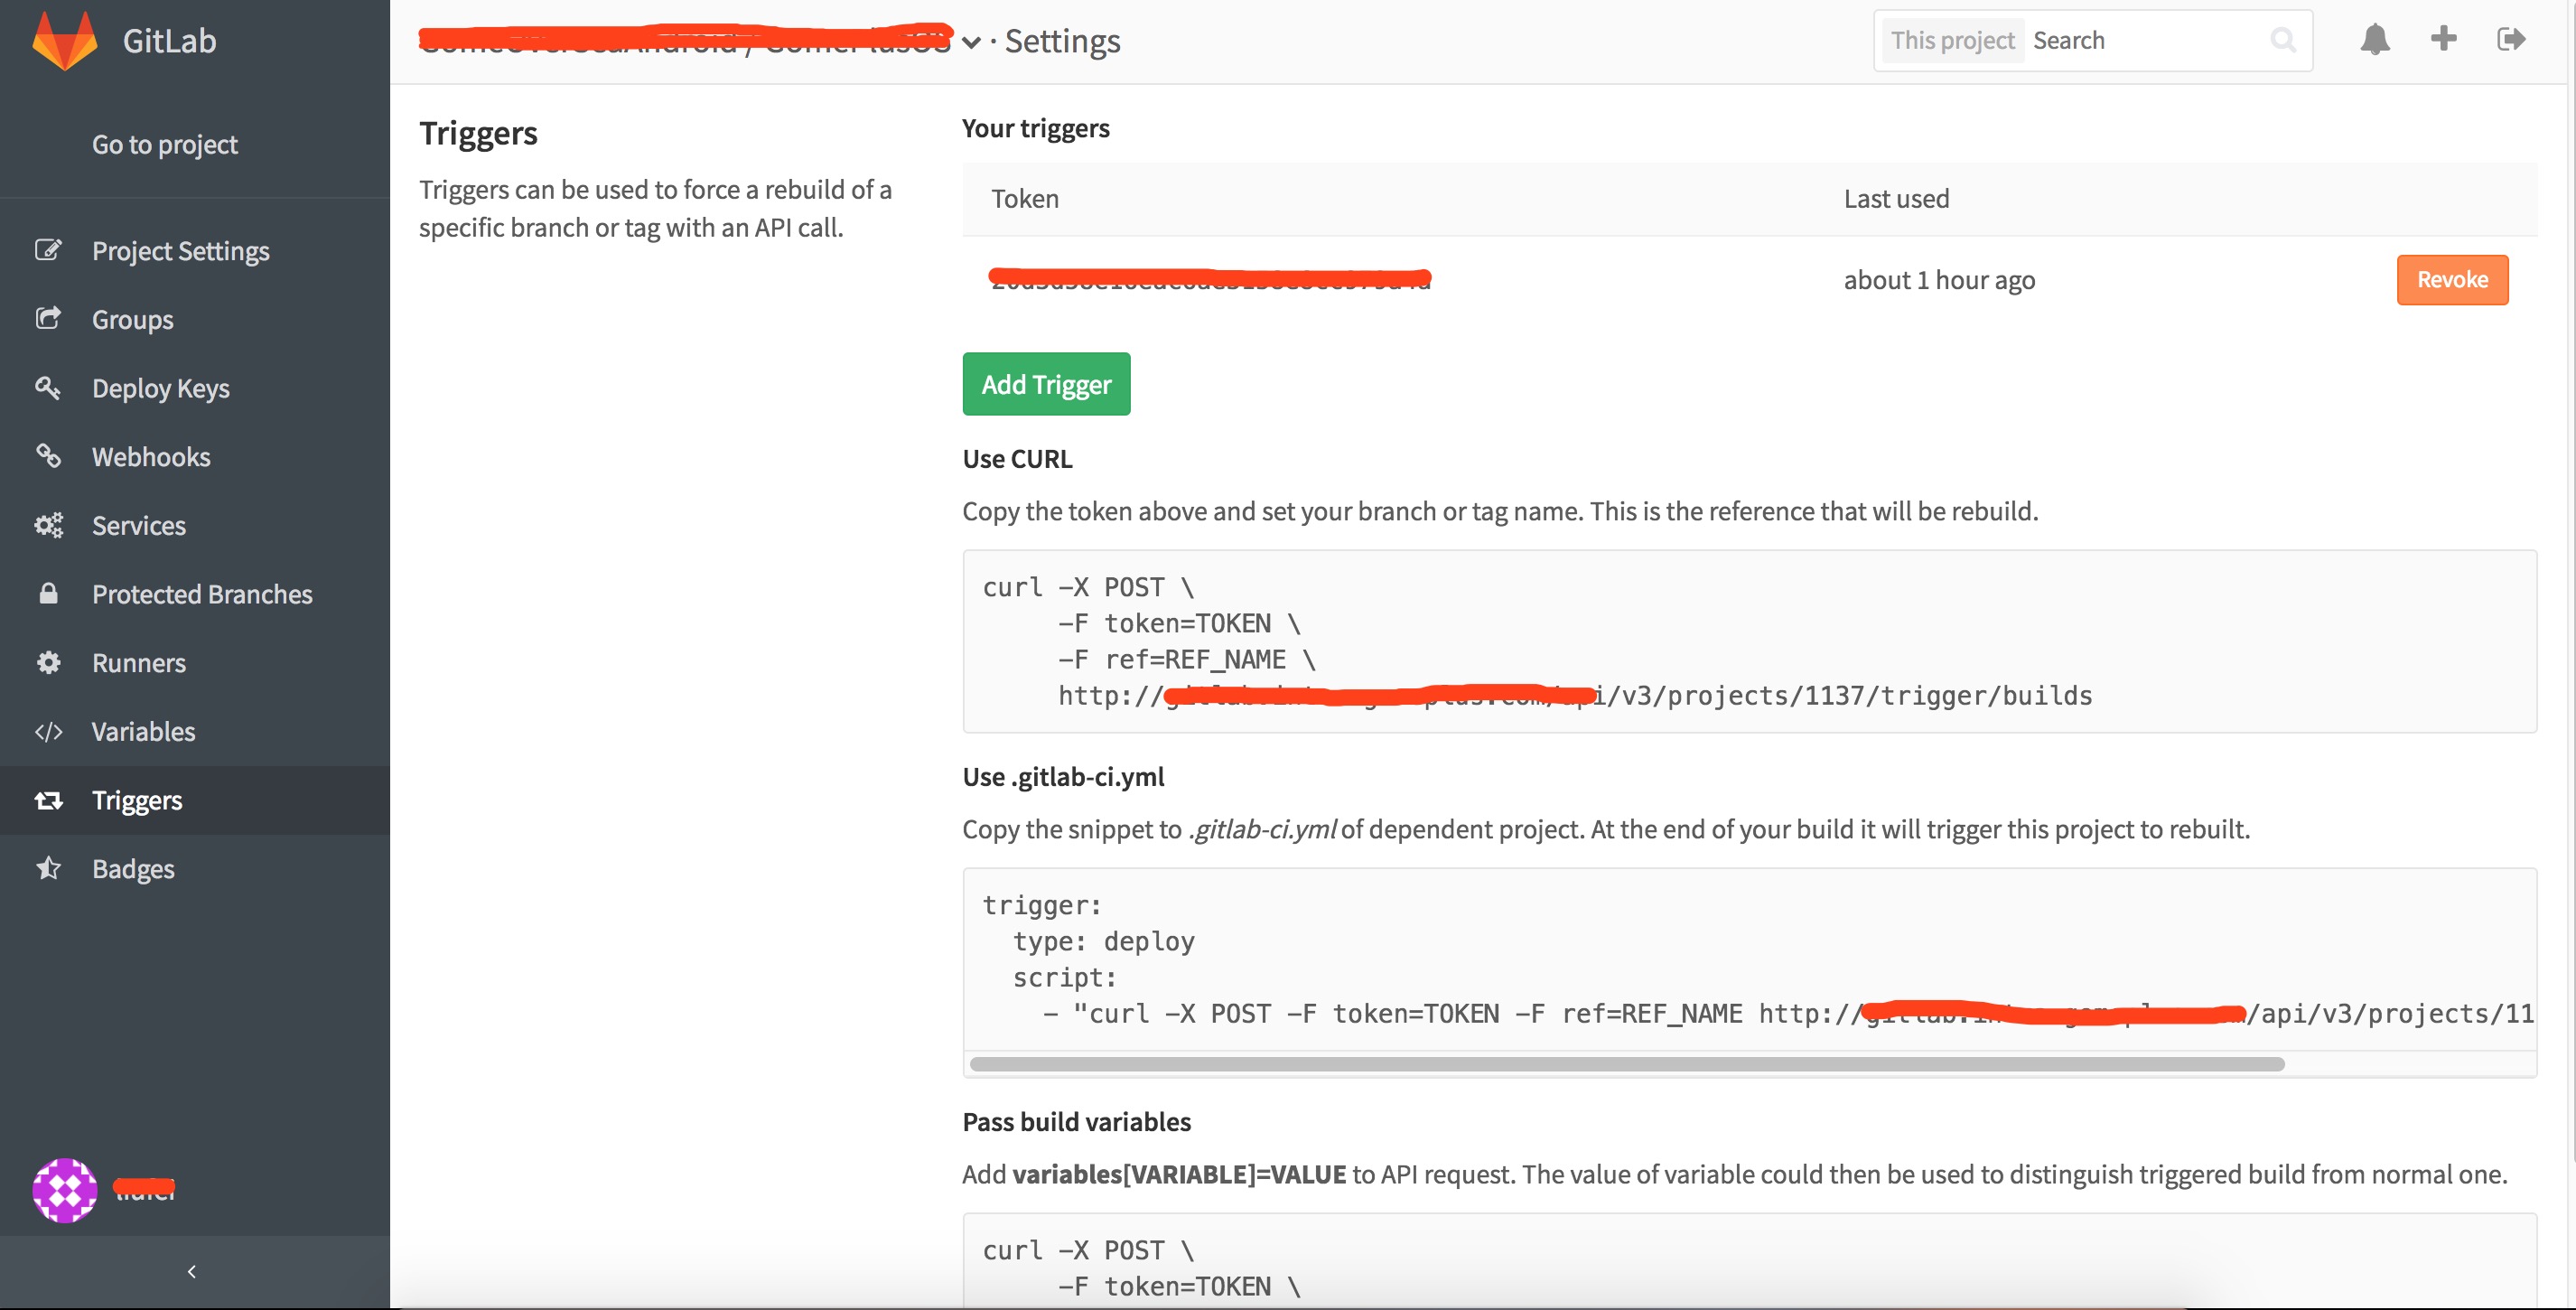 GitLab
Settings
This project Search
Go to project
Project Settings
Groups
Deploy Keys
Webhooks
Services
Protected Branches
Runners
Variables
Triggers
Badges
Triggers
Triggers can be used to force a rebuild of a
specific branch or tag with an API call.
Your triggers
Token Last used
about 1 hour ago Revoke
Add Trigger
Use CURL
Copy the token above and set your branch or tag name. This is the reference that will be rebuild.
curl -X POST \
-F token=TOKEN \
-F ref=REF_NAME \
http:// /v3/projects/1137/trigger/builds
Use .gitlab-ci.yml
Copy the snippet to .gitlab-ci.yml of dependent project. At the end of your build it will trigger this project to rebuilt.
trigger:
type: deploy
script:
- "curl -X POST -F token=TOKEN -F ref=REF_NAME http:// /api/v3/projects/11
Pass build variables
Add variables[VARIABLE]=VALUE to API request. The value of variable could then be used to distinguish triggered build from normal one.
curl -X POST \
-F token=TOKEN \